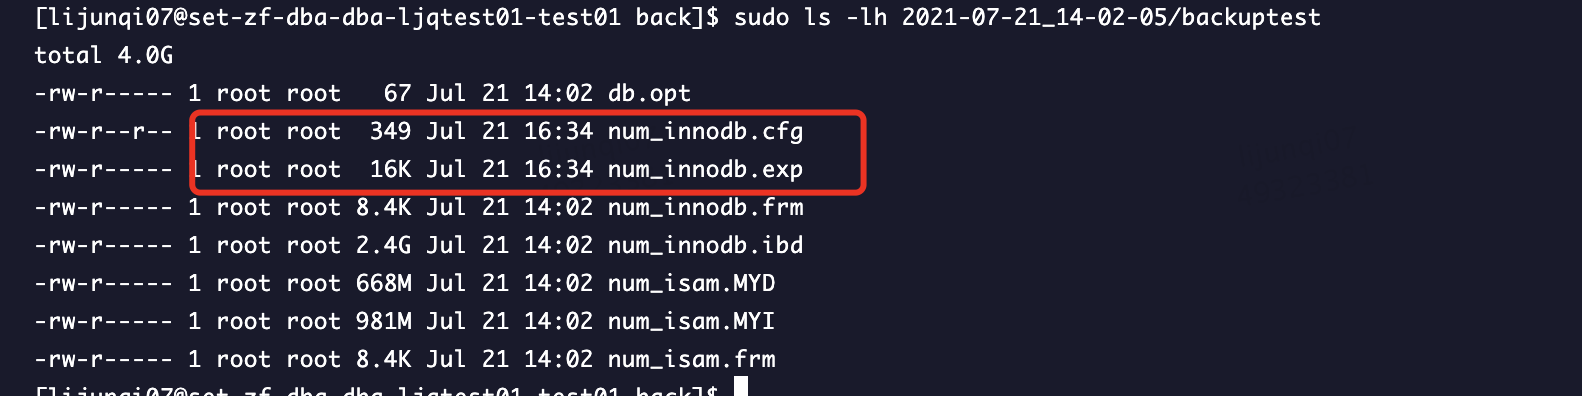 [lijunqi07@set-zf-dba-dba-ljqtest01-test01 back]$ sudo ls -lh 2021-07-21_14-02-05/backuptest
total 4.0G
-rw-r----- 1 root root   67 Jul 21 14:02 db.opt
-rw-r--r-- 1 root root  349 Jul 21 16:34 num_innodb.cfg
-rw-r----- 1 root root  16K Jul 21 16:34 num_innodb.exp
-rw-r----- 1 root root 8.4K Jul 21 14:02 num_innodb.frm
-rw-r----- 1 root root 2.4G Jul 21 14:02 num_innodb.ibd
-rw-r----- 1 root root 668M Jul 21 14:02 num_isam.MYD
-rw-r----- 1 root root 981M Jul 21 14:02 num_isam.MYI
-rw-r----- 1 root root 8.4K Jul 21 14:02 num_isam.frm
[lijunqi07@set-zf-dba-dba-ljqtest01-test01 back]$